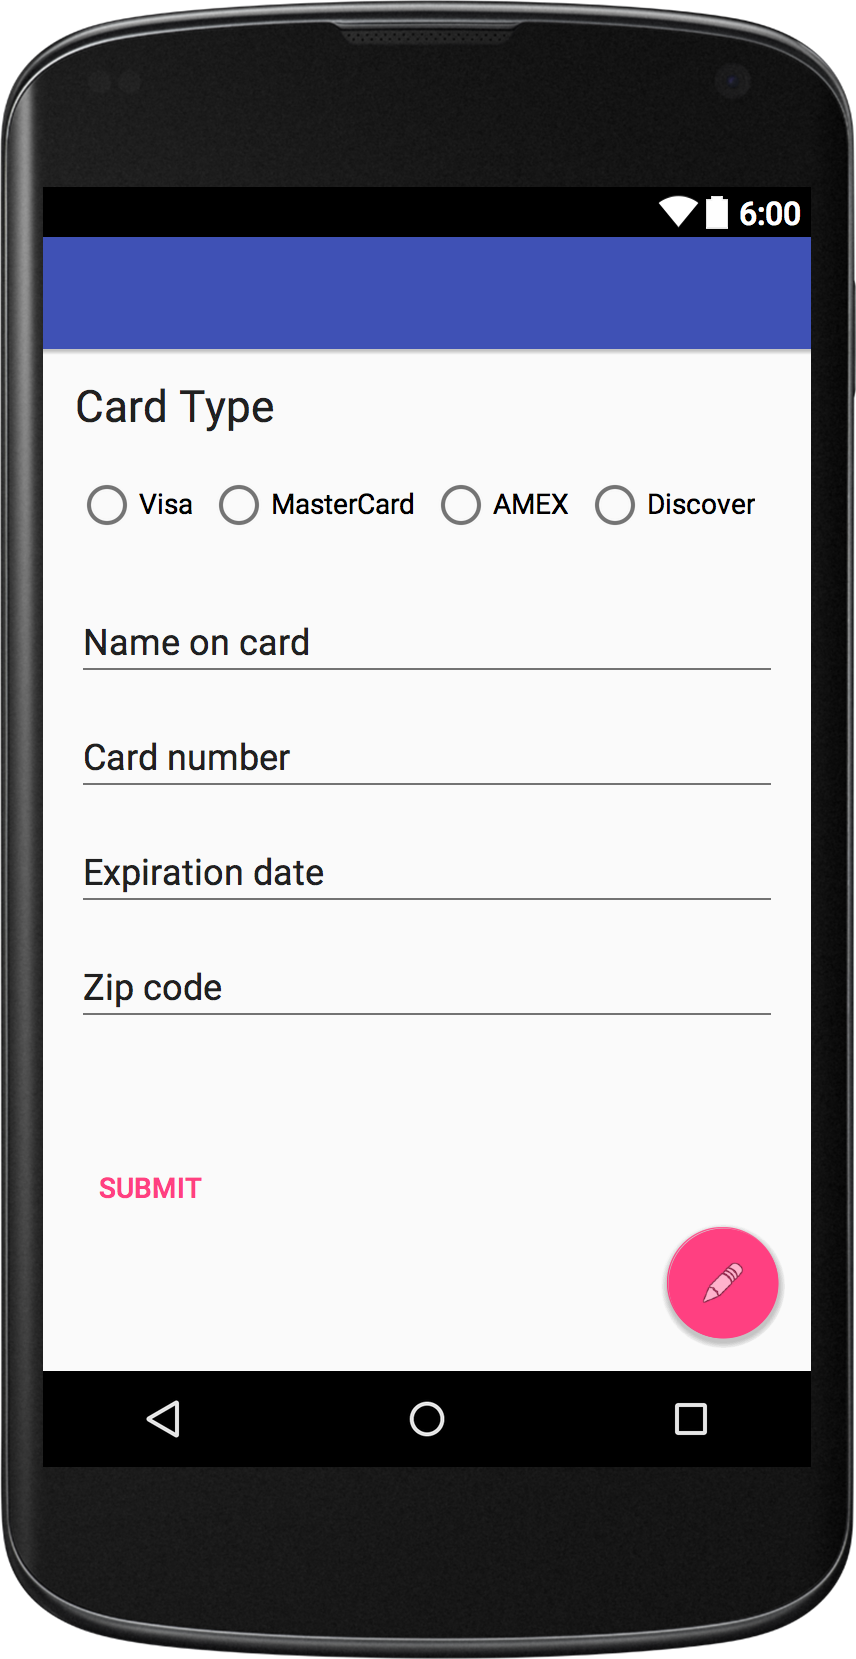 6:00
Card Type
Visa MasterCard AMEX Discover
Name on card
Card number
Expiration date
Zip code
SUBMIT